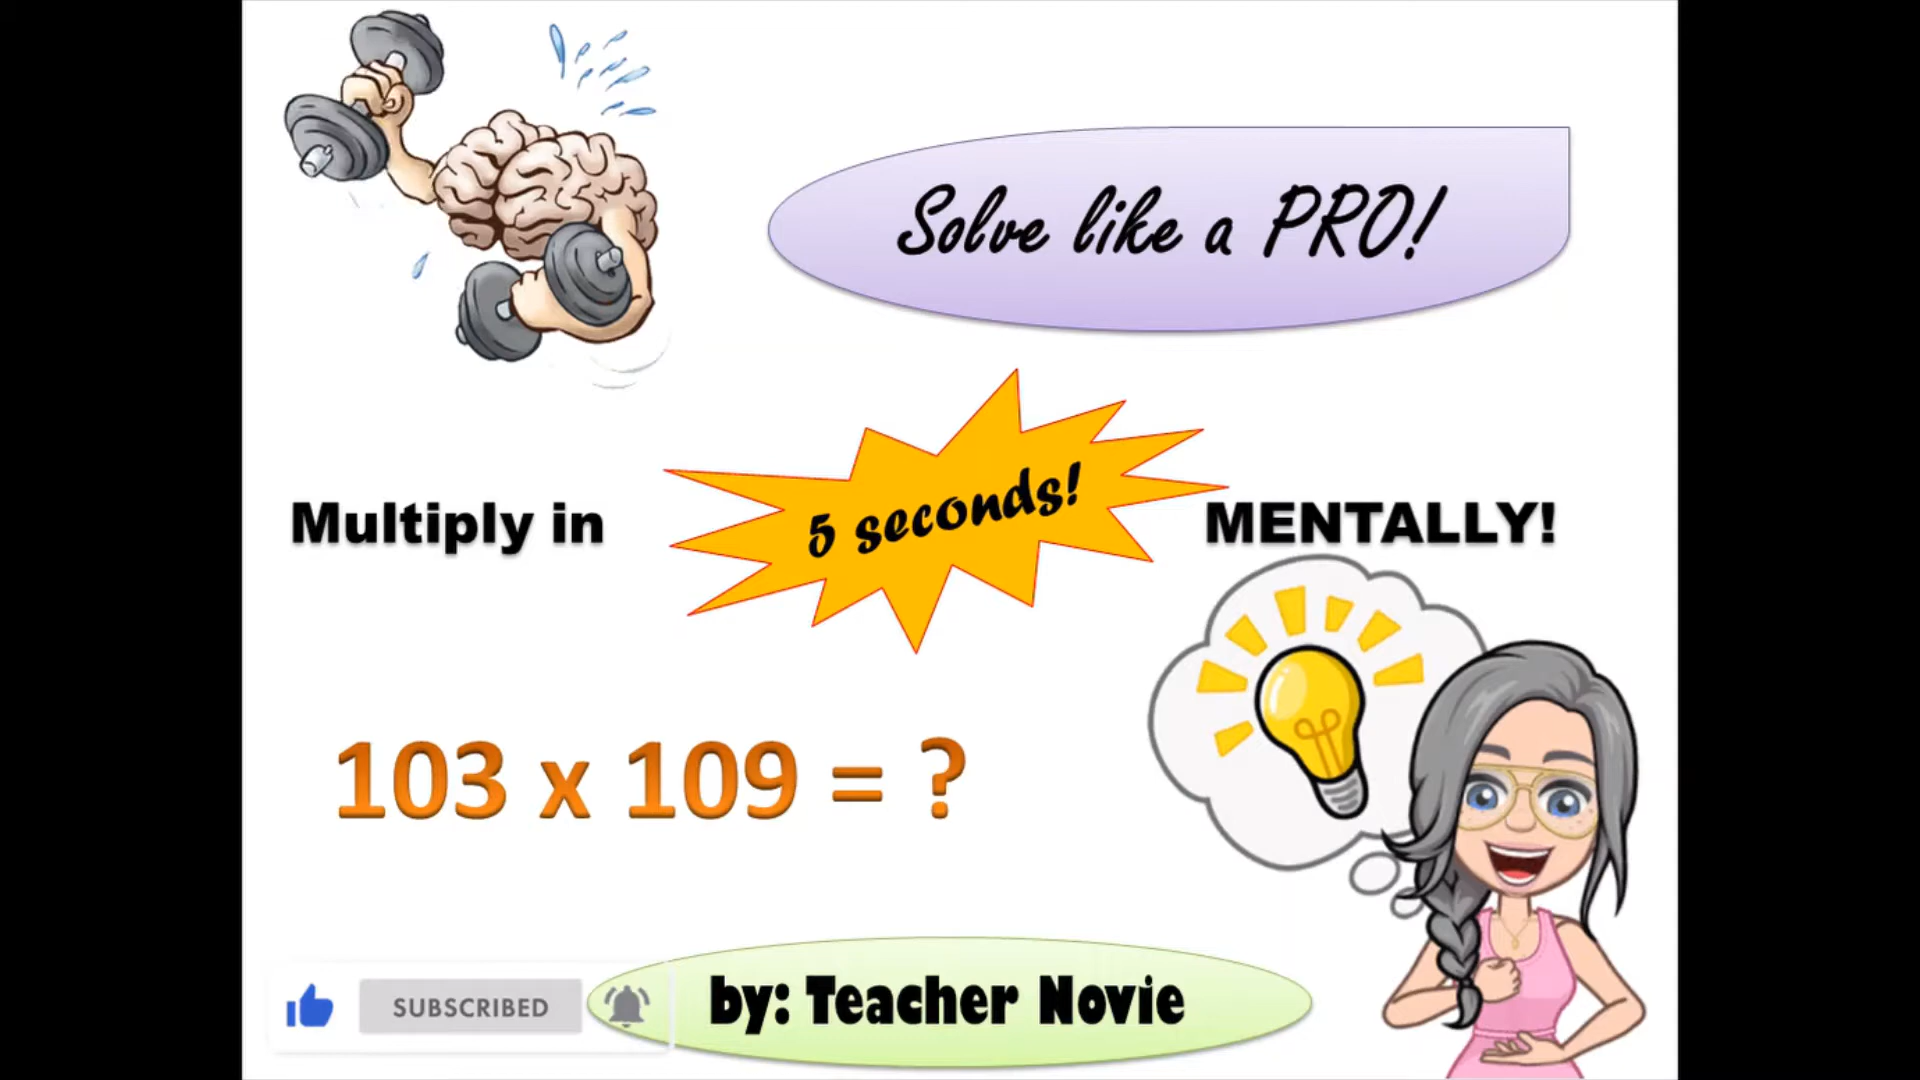 Solve like a PRO!
Multiply in
5 seconds!
MENTALLY!
103 x 109 = ?
SUBSCRIBED
by: Teacher Novie